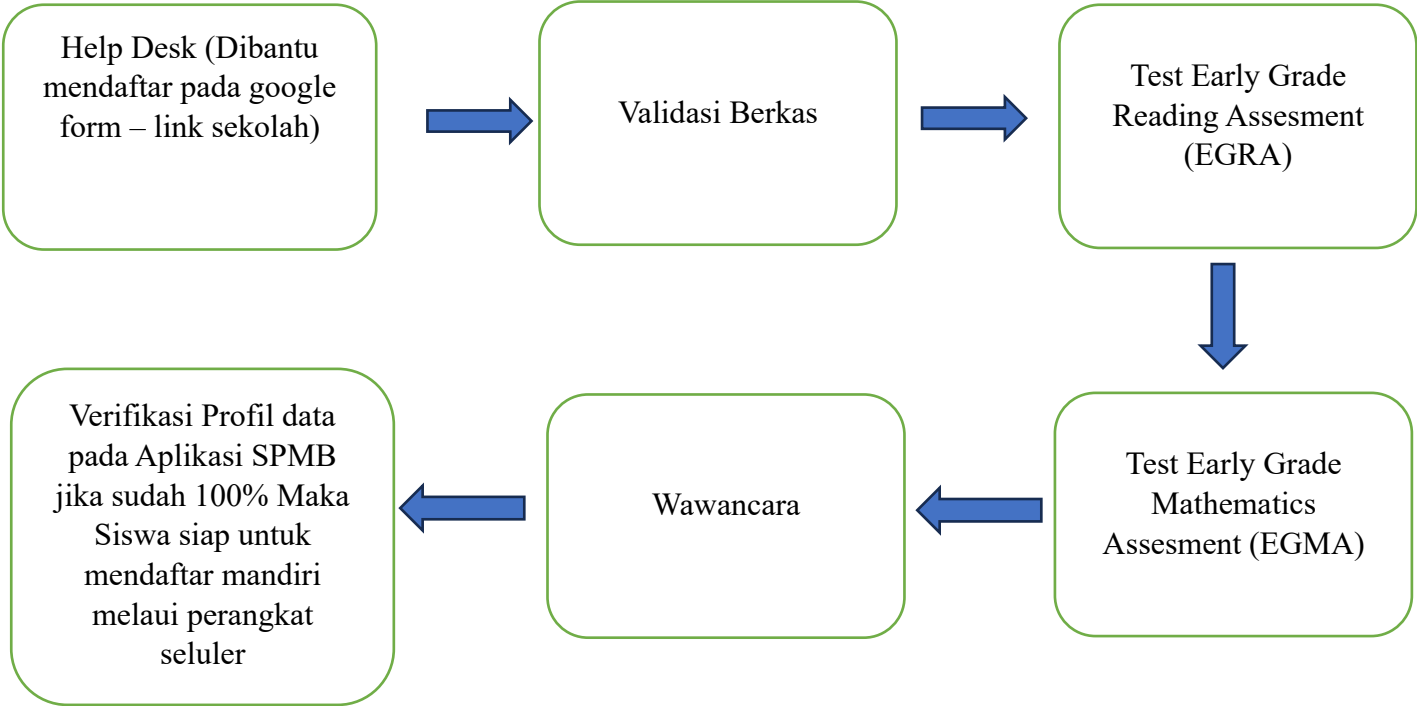 Help Desk (Dibantu
mendaftar pada google
form – link sekolah)
Validasi Berkas
Test Early Grade
Reading Assesment
(EGRA)
Test Early Grade
Mathematics
Assesment (EGMA)
Wawancara
Verifikasi Profil data
pada Aplikasi SPMB
jika sudah 100% Maka
Siswa siap untuk
mendaftar mandiri
melaui perangkat
seluler